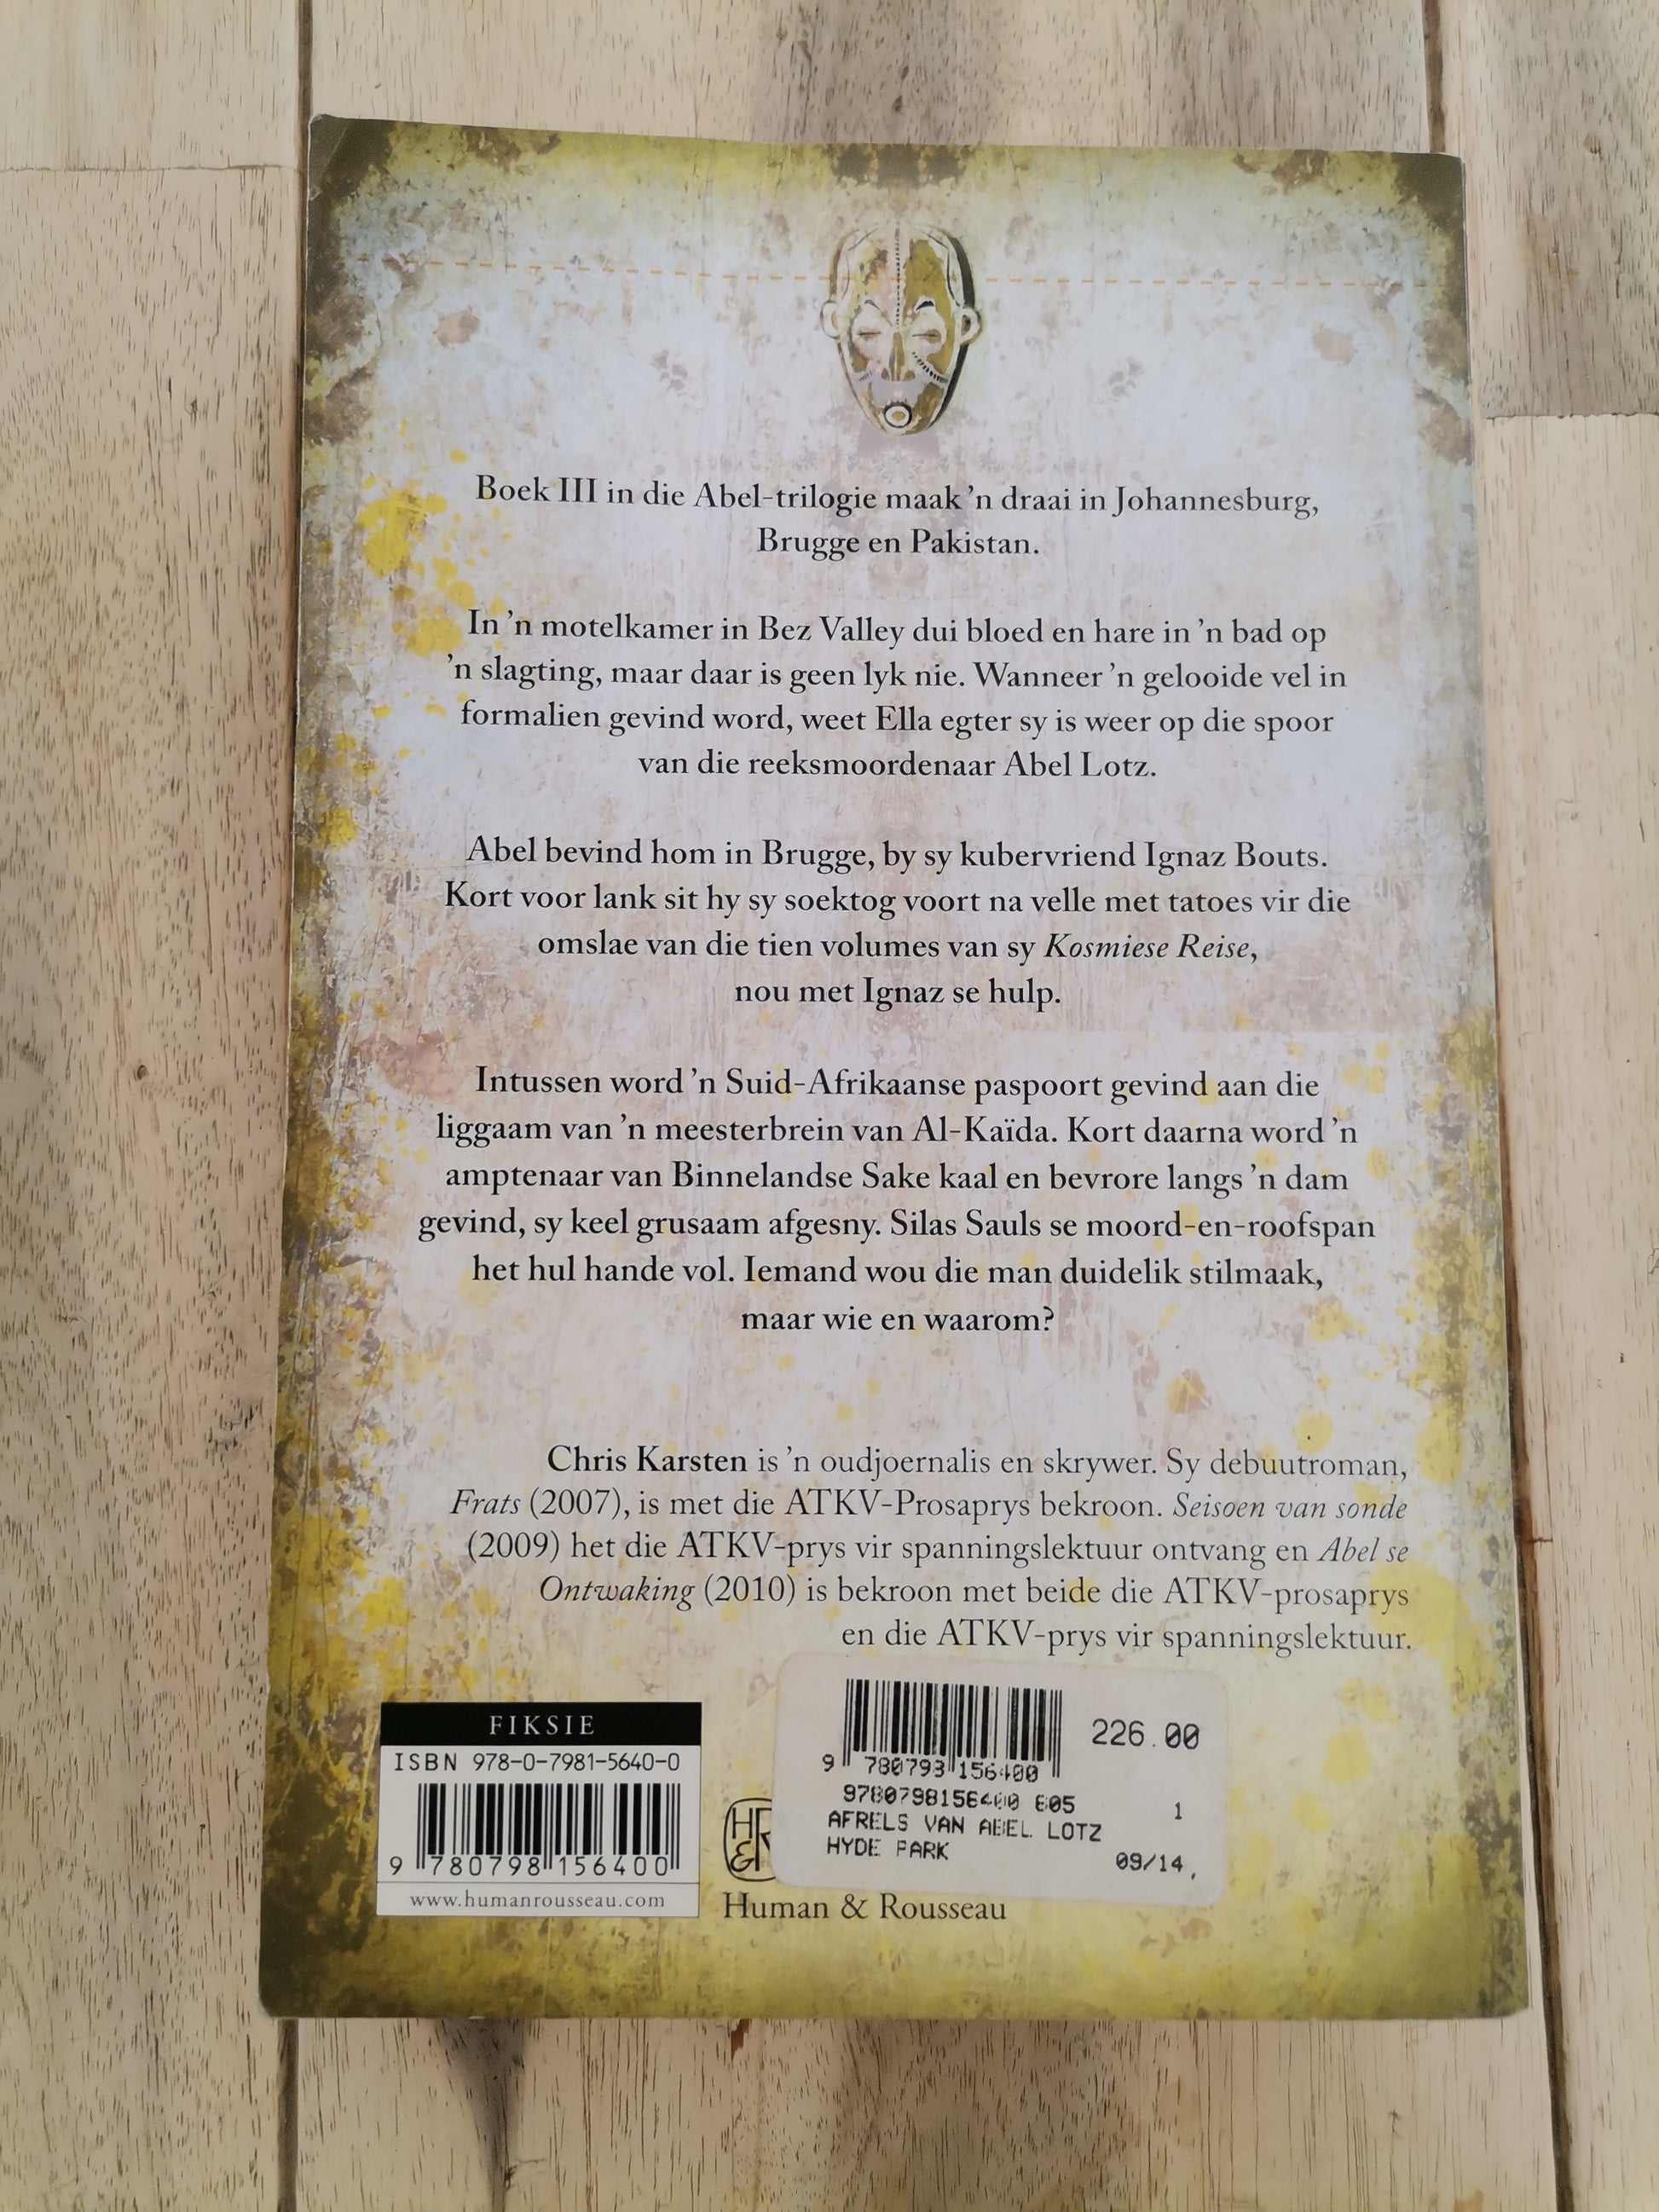 Boek III in die Abel-trilogie maak ’n draai in Johannesburg,
Brugge en Pakistan.
In ’n motelkamer in Bez Valley dui bloed en hare in ’n bad op
’n slagting, maar daar is geen lyk nie. Wanneer ’n gelooide vel in
formalien gevind word, weet Ella egter sy is weer op die spoor
van die reeksmoordenaar Abel Lotz.
Abel bevind hom in Brugge, by sy kubervriend Ignaz Bouts.
Kort voor lank sit hy sy soektog voort na velle met tatoes vir die
omslae van die tien volumes van sy Kosmiese Reise,
nou met Ignaz se hulp.
Intussen word ’n Suid-Afrikaanse paspoort gevind aan die
liggaam van ’n meesterbrein van Al-Kaïda. Kort daarna word ’n
amptenaar van Binnelandse Sake kaal en bevrore langs ’n dam
gevind, sy keel grusaam afgesny. Silas Sauls se moord-en-roofspan
het hul hande vol. Iemand wou die man duidelik stilmaak,
maar wie en waarom?
Chris Karsten is ’n oudjoernalis en skrywer. Sy debuutroman,
Frats (2007), is met die ATKV-Prosaprys bekroon. Seisoen van sonde
(2009) het die ATKV-prys vir spanningslektuur ontvang en Abel se
Ontwaking (2010) is bekroon met beide die ATKV-prosaprys
en die ATKV-prys vir spanningslektuur.
FIKSIE
ISBN 978-0-7981-5640-0
9 780798 156400
www.humanrousseau.com
H&R
Human & Rousseau
226.00
9 780798 156400
9780798156400 605
1
AFRELS VAN ABEL LOTZ
HYDE PARK
09/14